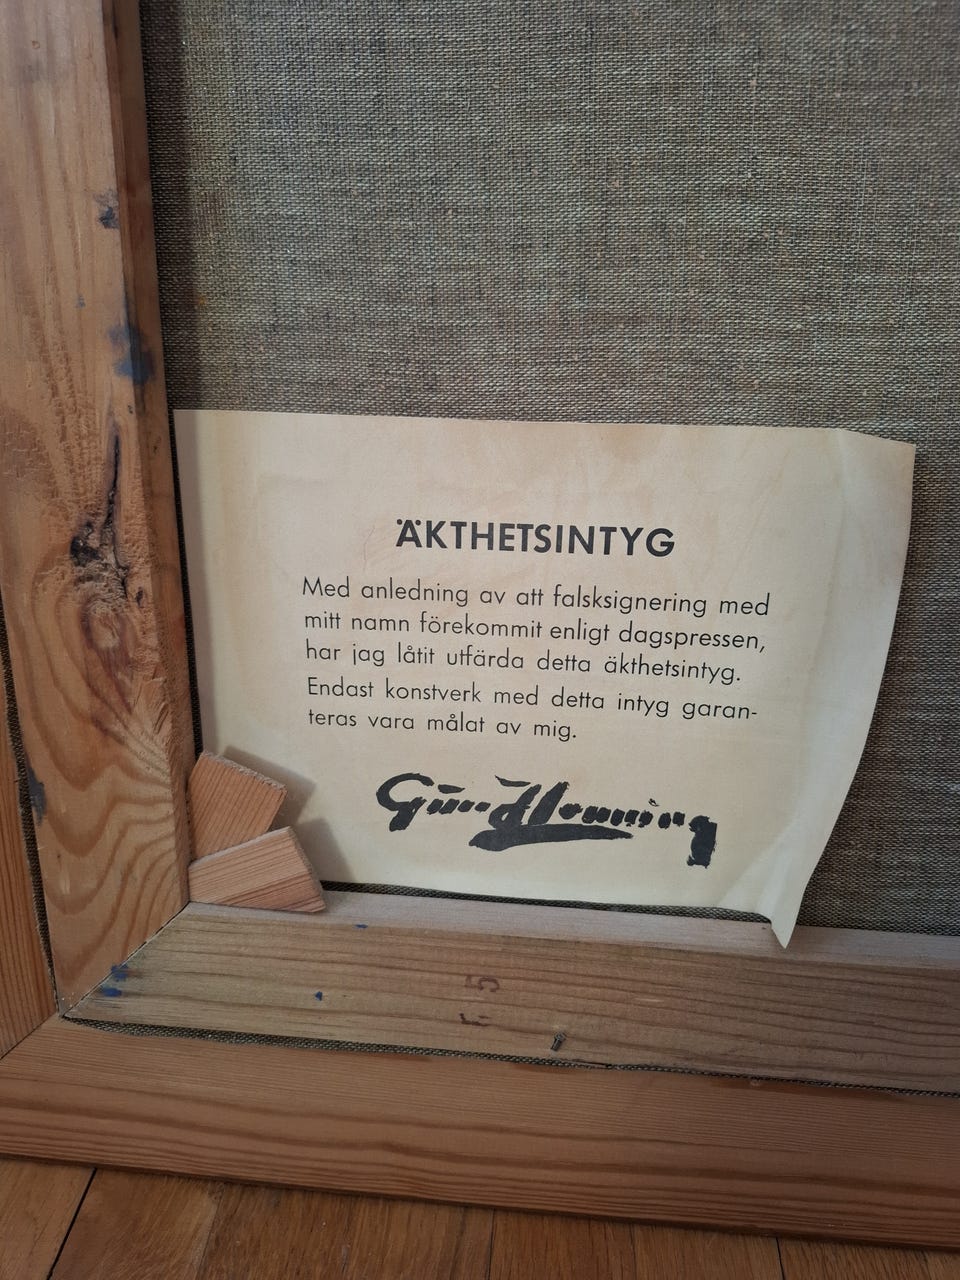 ÄKTHETSINTYG
Med anledning av att falsksignering med
mitt namn förekommit enligt dagspressen,
har jag låtit utfärda detta äkthetsintyg.
Endast konstverk med detta intyg garan-
teras vara målat av mig.